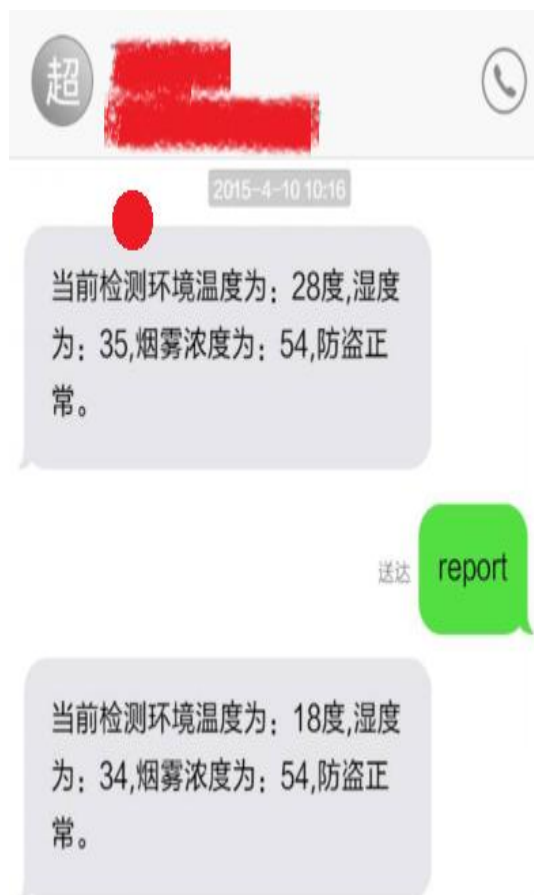 超
2015-4-10 10:16
当前检测环境温度为：28度,湿度
为：35,烟雾浓度为：54,防盗正
常。
送达
report
当前检测环境温度为：18度,湿度
为：34,烟雾浓度为：54,防盗正
常。